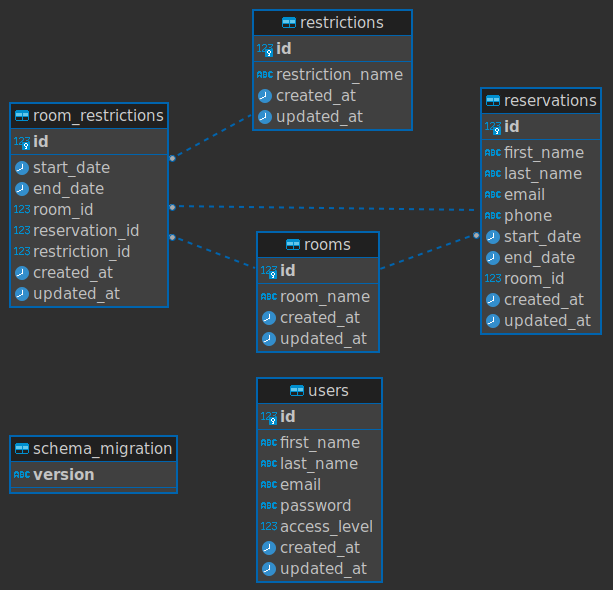 restrictions
123 id
ABC restriction_name
created_at
updated_at
room_restrictions
123 id
start_date
end_date
123 room_id
123 reservation_id
123 restriction_id
created_at
updated_at
reservations
123 id
ABC first_name
ABC last_name
ABC email
ABC phone
start_date
end_date
123 room_id
created_at
updated_at
rooms
123 id
ABC room_name
created_at
updated_at
users
123 id
ABC first_name
ABC last_name
ABC email
ABC password
123 access_level
created_at
updated_at
schema_migration
ABC version